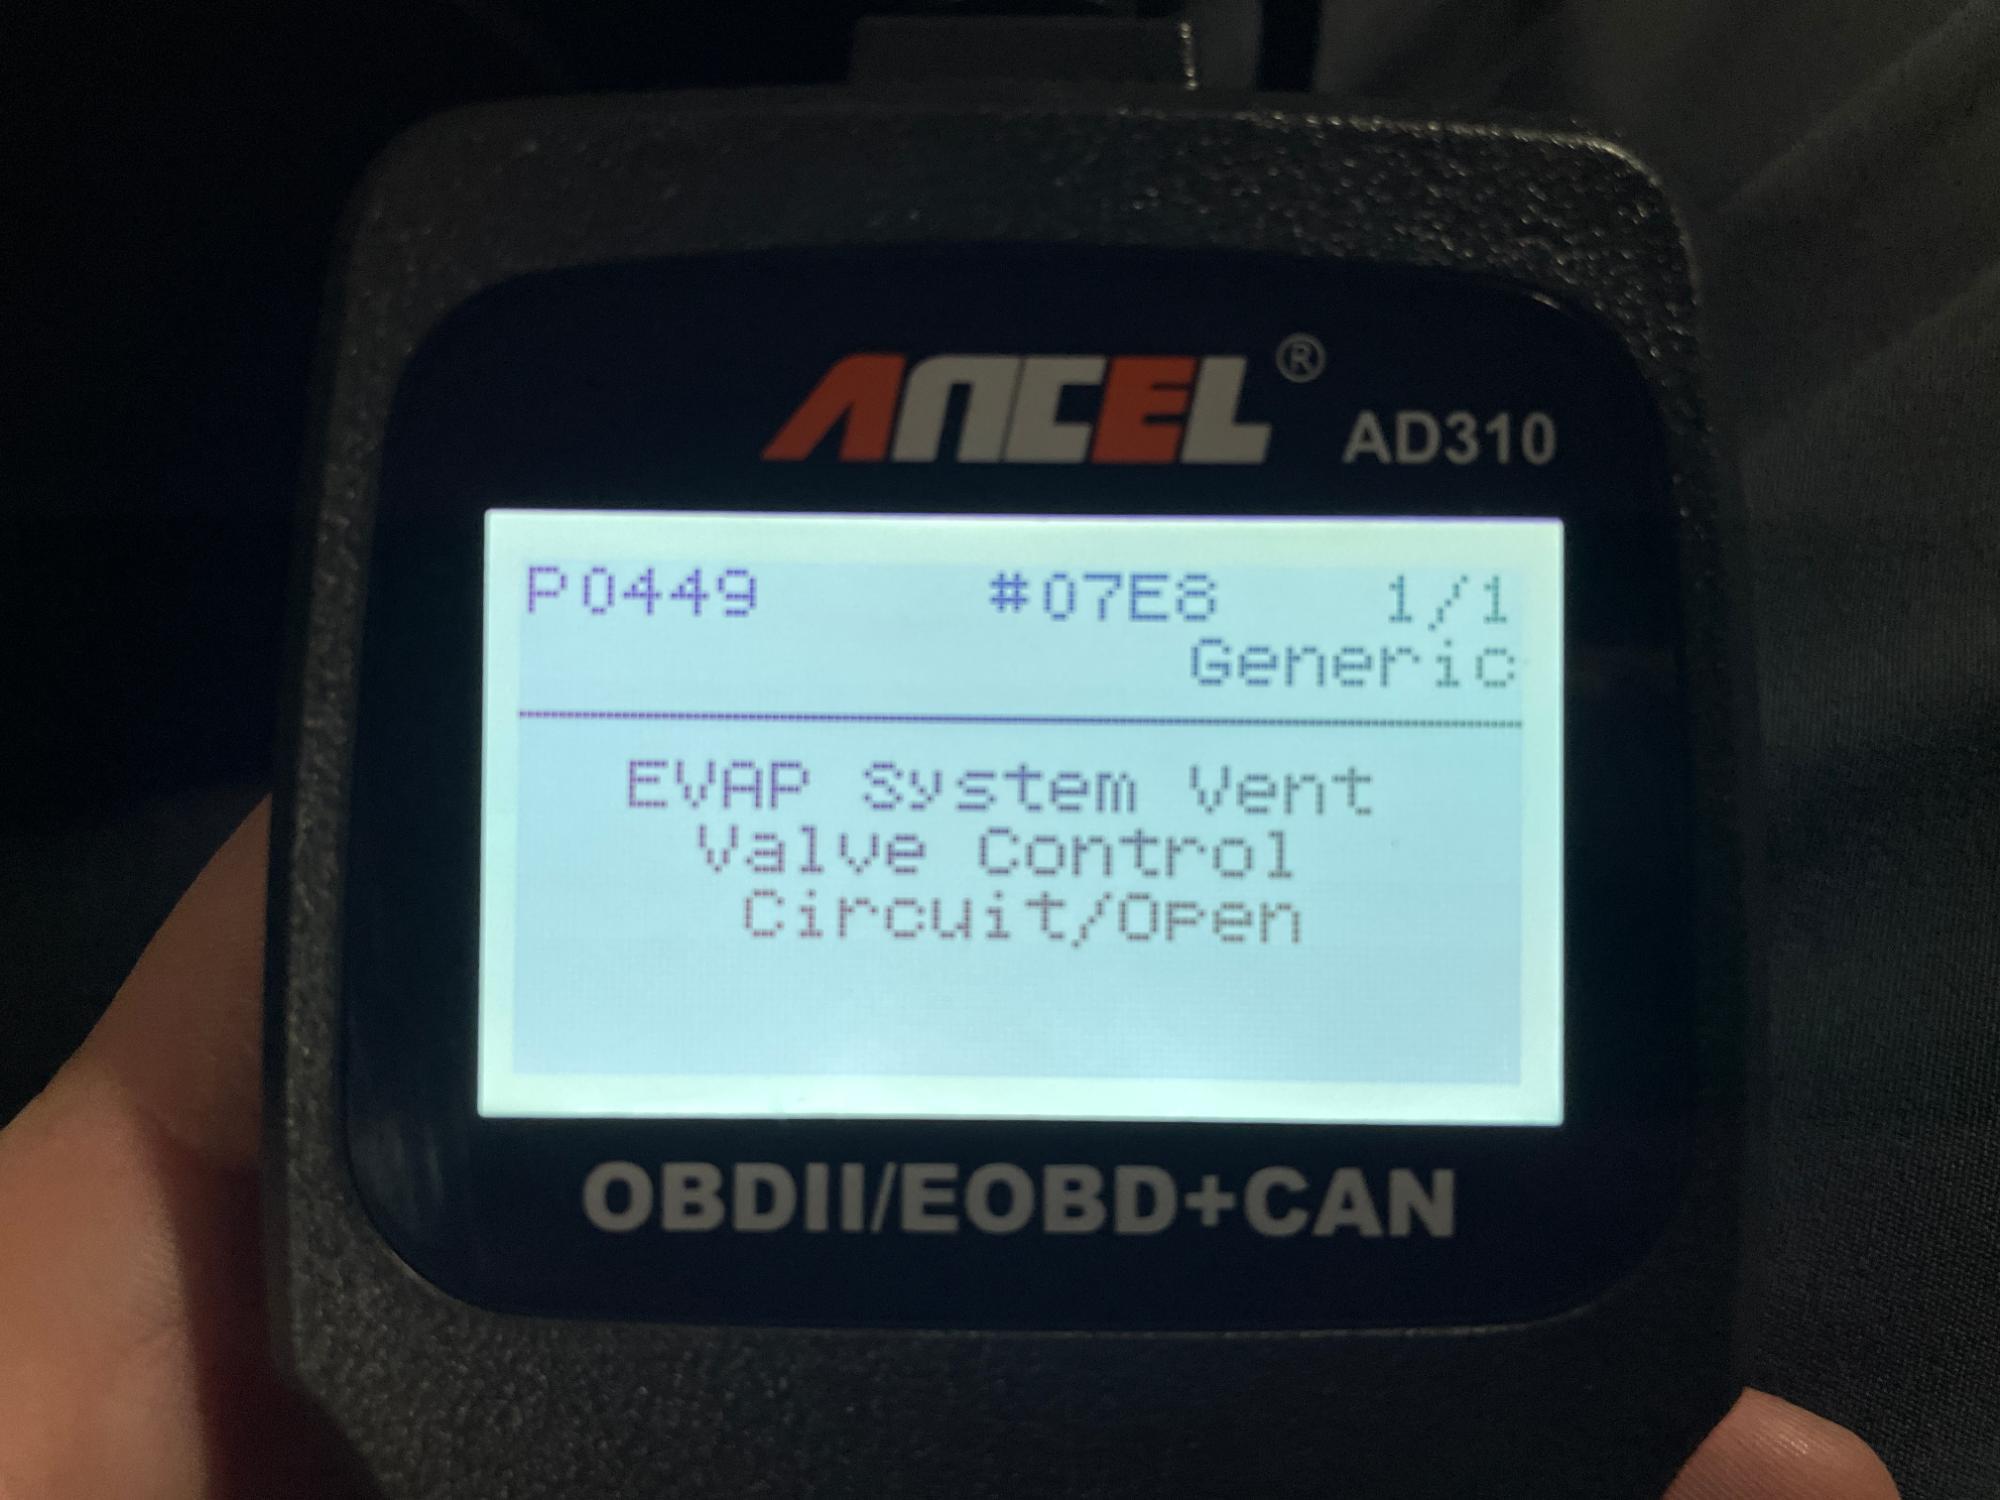 ANCEL® AD310
P0449 #07E8 1/1
Generic
EVAP System Vent
Valve Control
Circuit/Open
OBDII/EOBD+CAN